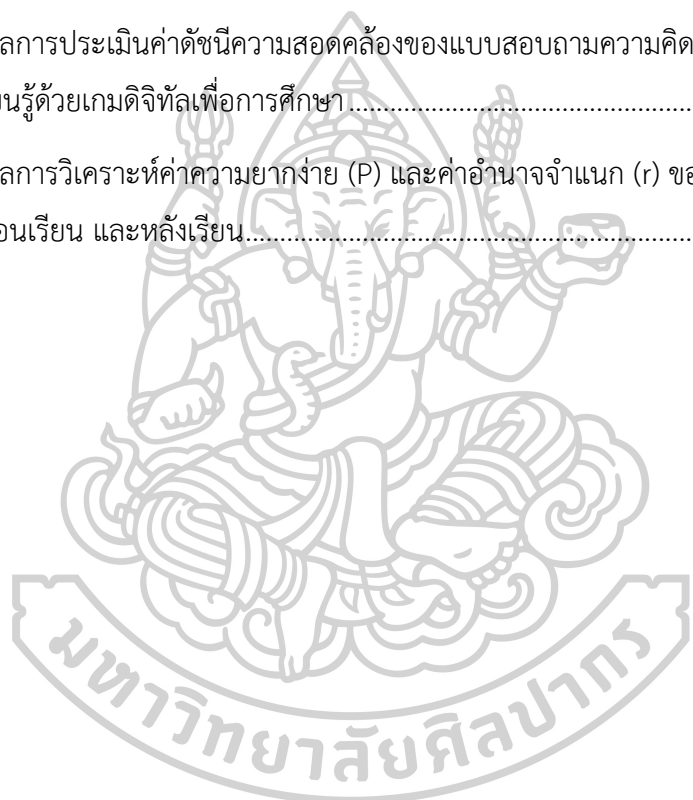 ลการประเมินค่าดัชนีความสอดคล้องของแบบสอบถามความคิด
ยนรู้ด้วยเกมดิจิทัลเพื่อการศึกษา
ลการวิเคราะห์ค่าความยากง่าย (P) และค่าอำนาจจำแนก (r) ขอ
อนเรียน และหลังเรียน
มหาวิทยาลัยศิลปากร